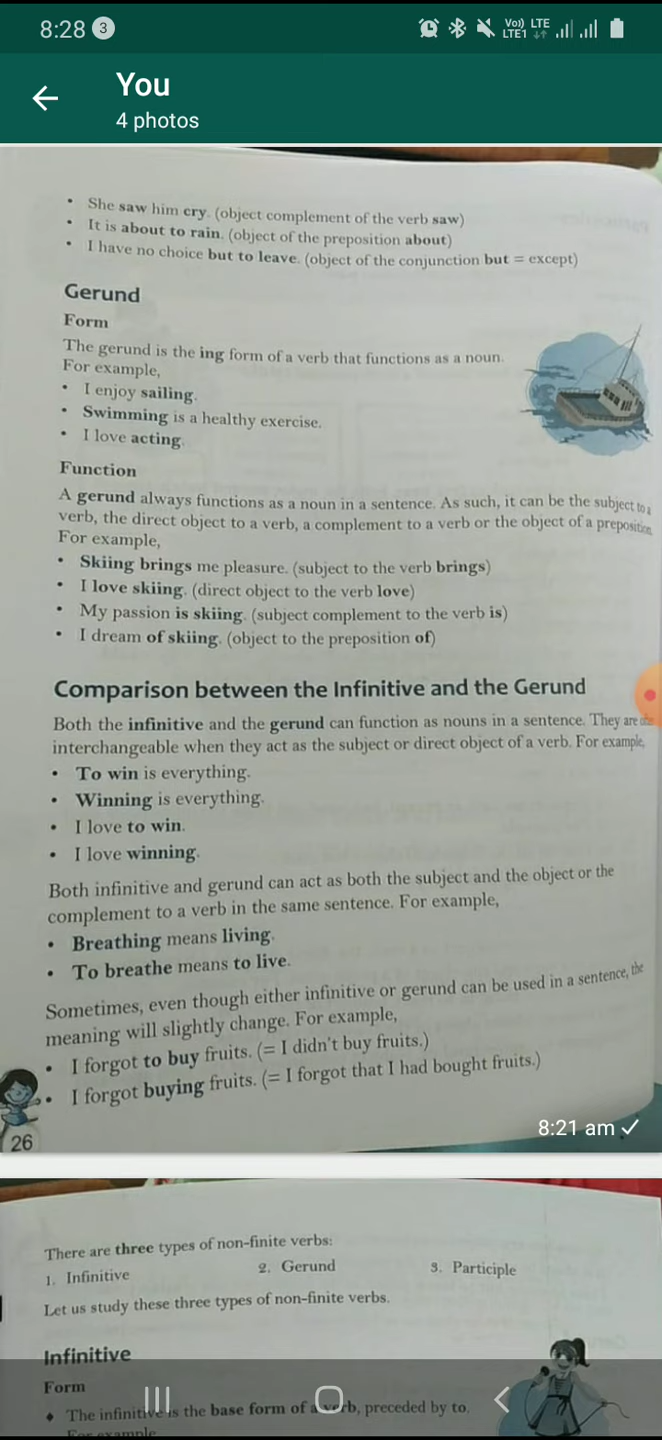 8:28 3
Vo)) LTE
LTE1
You
4 photos
• She saw him cry. (object complement of the verb saw)
• It is about to rain. (object of the preposition about)
• I have no choice but to leave. (object of the conjunction but = except)
Gerund
Form
The gerund is the ing form of a verb that functions as a noun.
For example,
• I enjoy sailing.
• Swimming is a healthy exercise.
• I love acting.
Function
A gerund always functions as a noun in a sentence. As such, it can be the subject to a
verb, the direct object to a verb, a complement to a verb or the object of a preposition.
For example,
• Skiing brings me pleasure. (subject to the verb brings)
• I love skiing. (direct object to the verb love)
• My passion is skiing. (subject complement to the verb is)
• I dream of skiing. (object to the preposition of)
Comparison between the Infinitive and the Gerund
Both the infinitive and the gerund can function as nouns in a sentence. They are
interchangeable when they act as the subject or direct object of a verb. For example,
• To win is everything.
• Winning is everything.
• I love to win.
• I love winning.
Both infinitive and gerund can act as both the subject and the object or the
complement to a verb in the same sentence. For example,
• Breathing means living.
• To breathe means to live.
Sometimes, even though either infinitive or gerund can be used in a sentence, the
meaning will slightly change. For example,
• I forgot to buy fruits. (= I didn't buy fruits.)
• I forgot buying fruits. (= I forgot that I had bought fruits.)
8:21 am
26
There are three types of non-finite verbs:
1. Infinitive 2. Gerund 3. Participle
Let us study these three types of non-finite verbs.
Infinitive
Form
♦ The infinitive is the base form of a verb, preceded by to.
For example